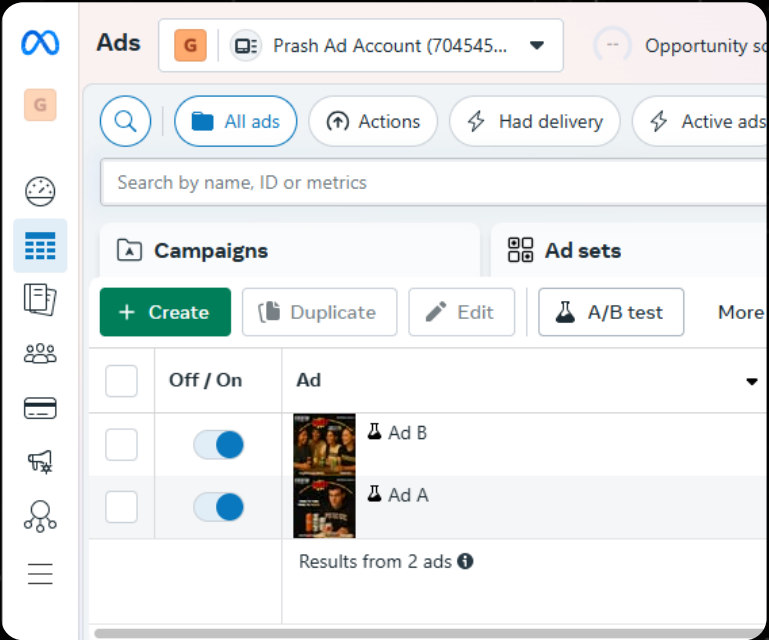 Ads
G
Prash Ad Account (704545...
--
Opportunity sc
G
All ads
Actions
Had delivery
Active ads
Search by name, ID or metrics
Campaigns
Ad sets
+ Create
Duplicate
Edit
A/B test
More
Off / On
Ad
Ad B
Ad A
Results from 2 ads